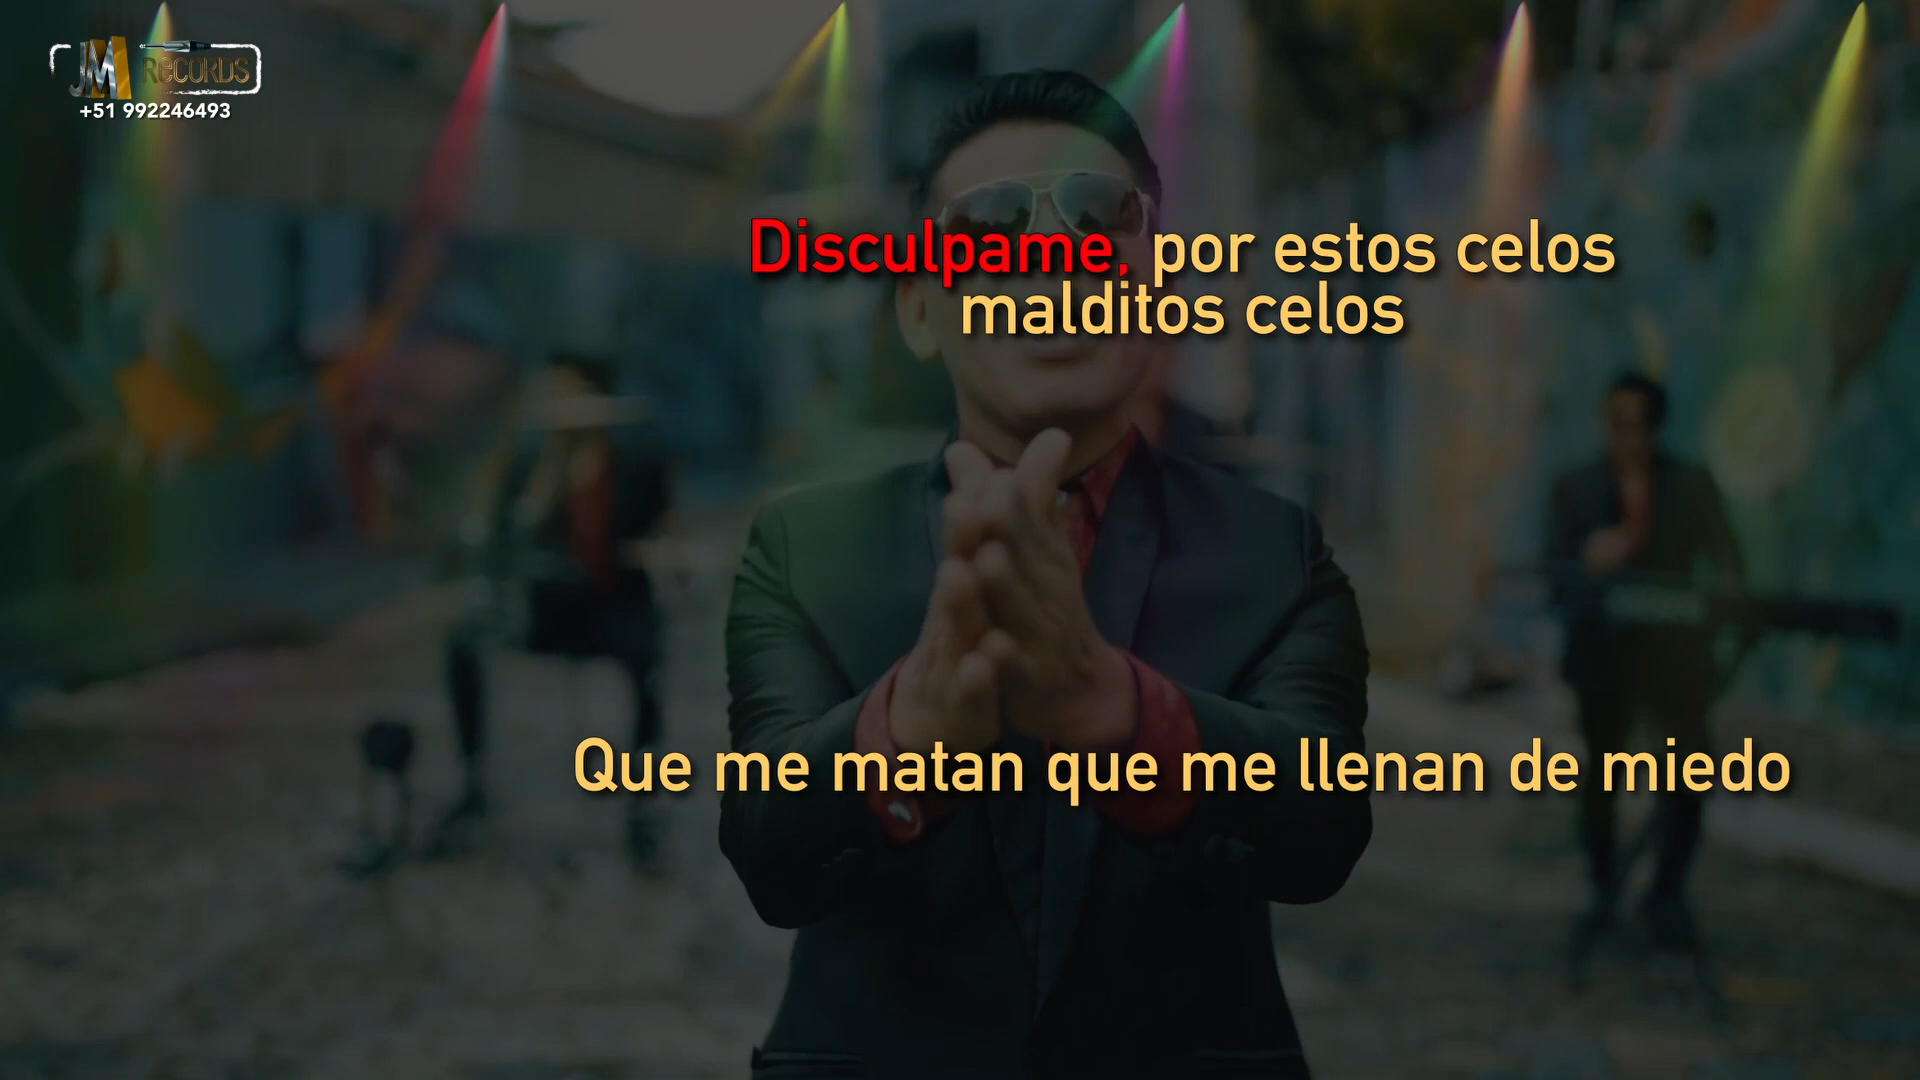 JM RECORDS
+51 992246493
Disculpame, por estos celos
malditos celos
Que me matan que me llenan de miedo